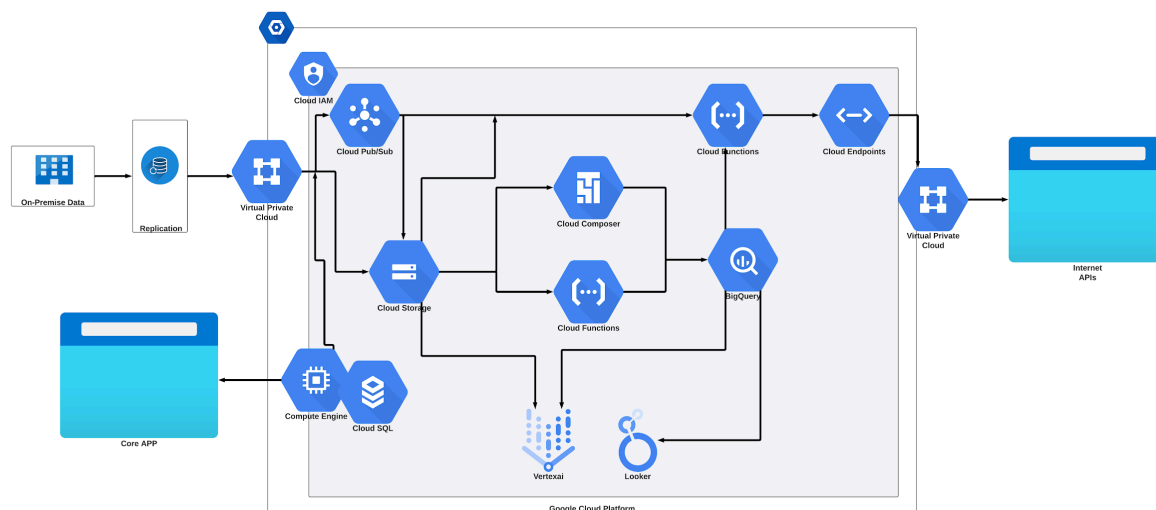 Cloud IAM
Cloud Pub/Sub
Cloud Functions
Cloud Endpoints
On-Premise Data
Replication
Virtual Private
Cloud
Cloud Composer
Virtual Private
Cloud
Internet
APIs
Cloud Storage
Cloud Functions
BigQuery
Compute Engine
Cloud SQL
Core APP
Vertexai
Looker
Google Cloud Platform